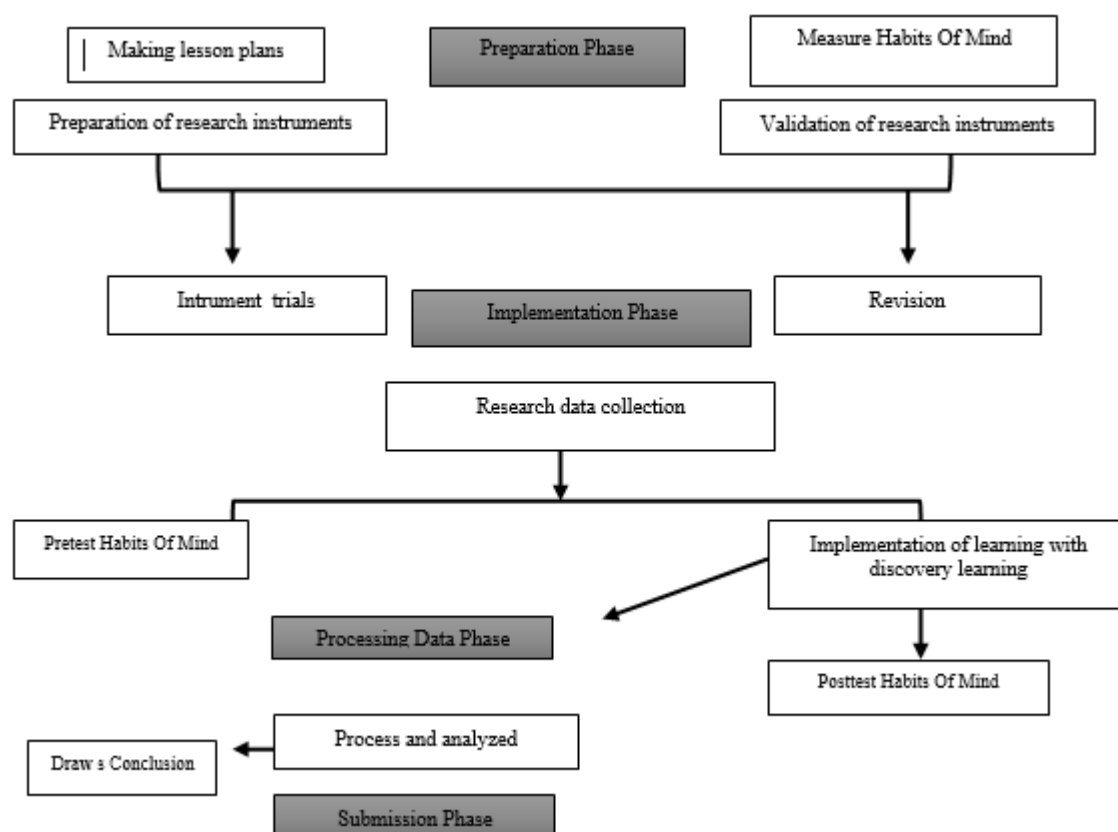 Making lesson plans
Preparation Phase
Measure Habits Of Mind
Preparation of research instruments
Validation of research instruments
Intrument trials
Implementation Phase
Revision
Research data collection
Pretest Habits Of Mind
Implementation of learning with
discovery learning
Processing Data Phase
Posttest Habits Of Mind
Process and analyzed
Draw s Conclusion
Submission Phase